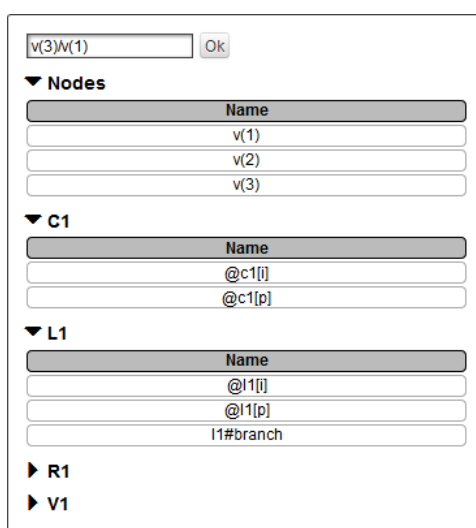 v(3)/v(1)
Ok
Nodes
Name
v(1)
v(2)
v(3)
C1
Name
@c1[i]
@c1[p]
L1
Name
@l1[i]
@l1[p]
l1#branch
R1
V1